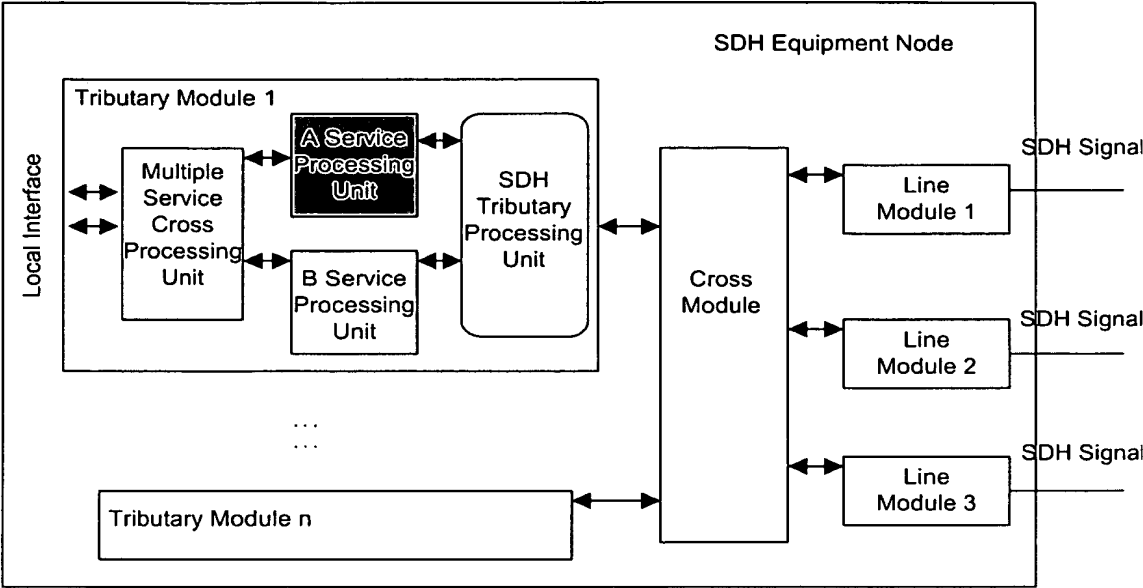 SDH Equipment Node
Tributary Module 1
Local Interface
Multiple
Service
Cross
Processing
Unit
A Service
Processing
Unit
B Service
Processing
Unit
SDH
Tributary
Processing
Unit
Cross
Module
SDH Signal
Line
Module 1
SDH Signal
Line
Module 2
SDH Signal
Line
Module 3
...
...
Tributary Module n